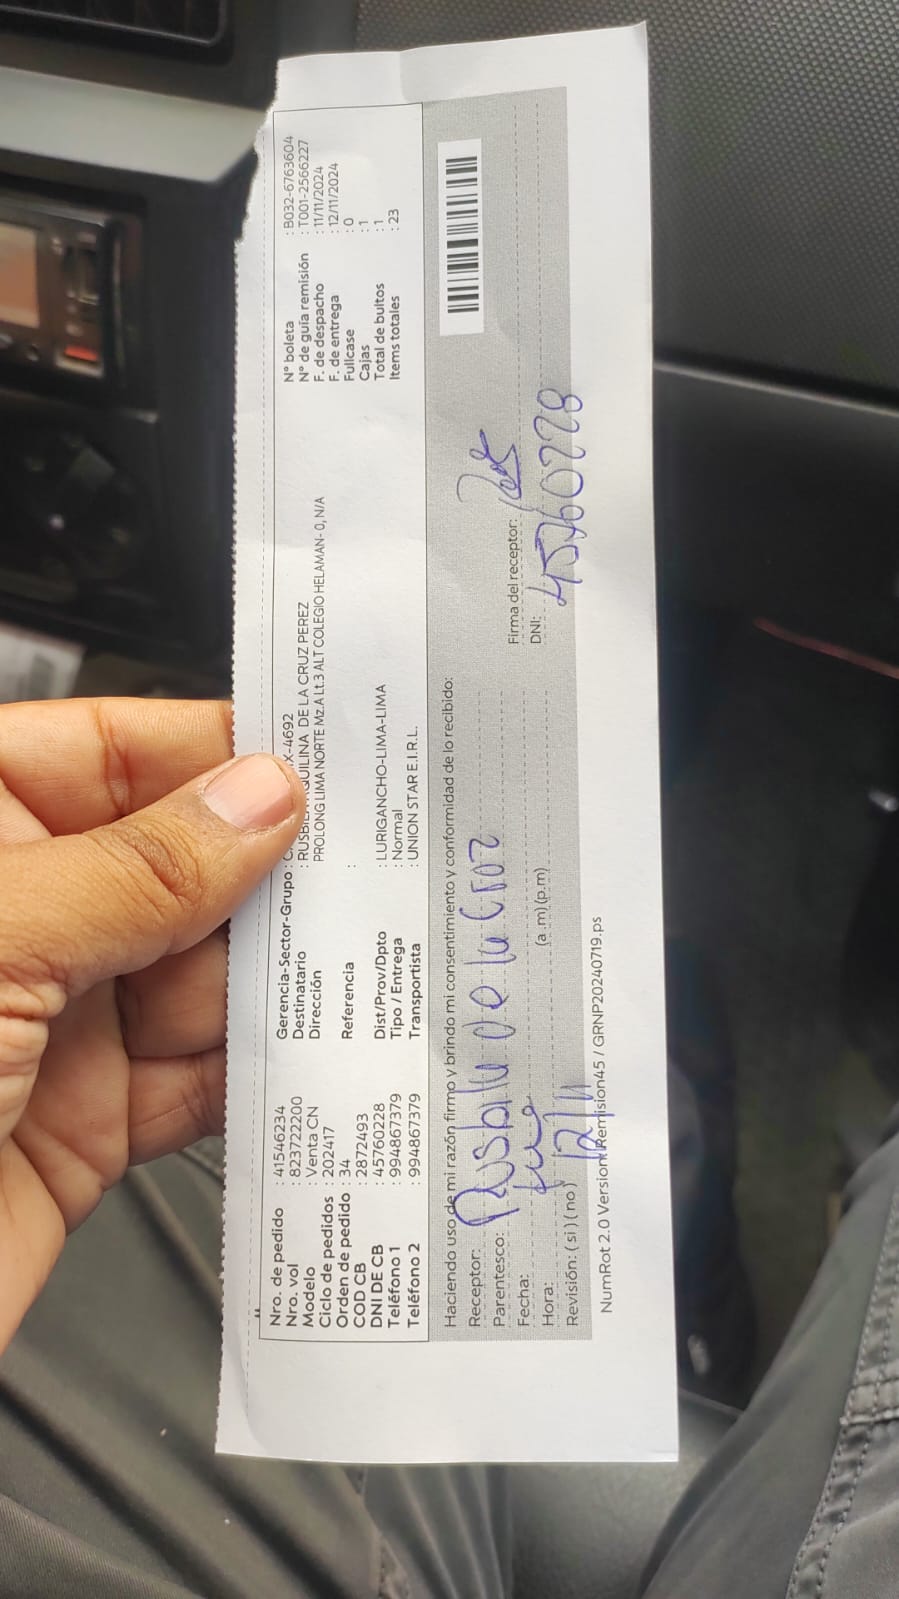 Nro. de pedido : 41546234
Nro. vol : 823722200
Modelo : Venta CN
Ciclo de pedidos : 202417
Orden de pedido : 34
COD CB : 2872493
DNI DE CB : 45760228
Teléfono 1 : 994867379
Teléfono 2 : 994867379
Gerencia-Sector-Grupo : X-4692
Destinatario : DE LA CRUZ PEREZ
Dirección PROLONG LIMA NORTE Mz.A Lt.3 ALT COLEGIO HELAMAN- 0, N/A
Referencia :
Dist/Prov/Dpto : LURIGANCHO-LIMA-LIMA
Tipo / Entrega : Normal
Transportista : UNION STAR E.I.R.L.
N° boleta : B032-6763604
N° de guía remisión : T001-2566227
F. de despacho : 11/11/2024
F. de entrega : 12/11/2024
Fullcase : 0
Cajas : 1
Total de bultos : 1
Items totales : 23
Haciendo uso de mi razón firmo y brindo mi consentimiento y conformidad de lo recibido:
Receptor: Rusbila de la Croz
Parentesco:
Fecha: 12/11
Hora: (a .m) (p.m)
Revisión: ( si ) ( no )
Firma del receptor:
DNI: 45760228
NumRot 2.0 Version Remision45 / GRNP20240719.ps